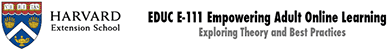 HARVARD
Extension School
EDUC E-111 Empowering Adult Online Learning
Exploring Theory and Best Practices